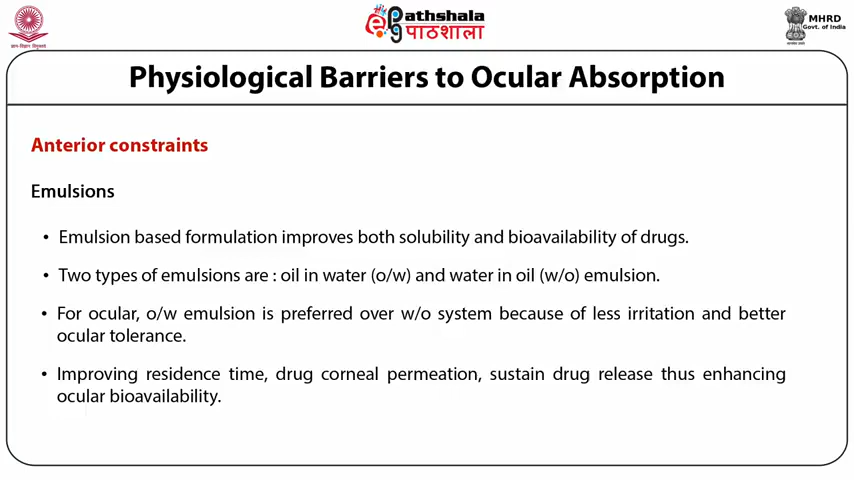 Pathshala
पाठशाला
MHRD
Govt. of India
Physiological Barriers to Ocular Absorption
Anterior constraints
Emulsions
• Emulsion based formulation improves both solubility and bioavailability of drugs.
• Two types of emulsions are : oil in water (o/w) and water in oil (w/o) emulsion.
• For ocular, o/w emulsion is preferred over w/o system because of less irritation and better
ocular tolerance.
• Improving residence time, drug corneal permeation, sustain drug release thus enhancing
ocular bioavailability.